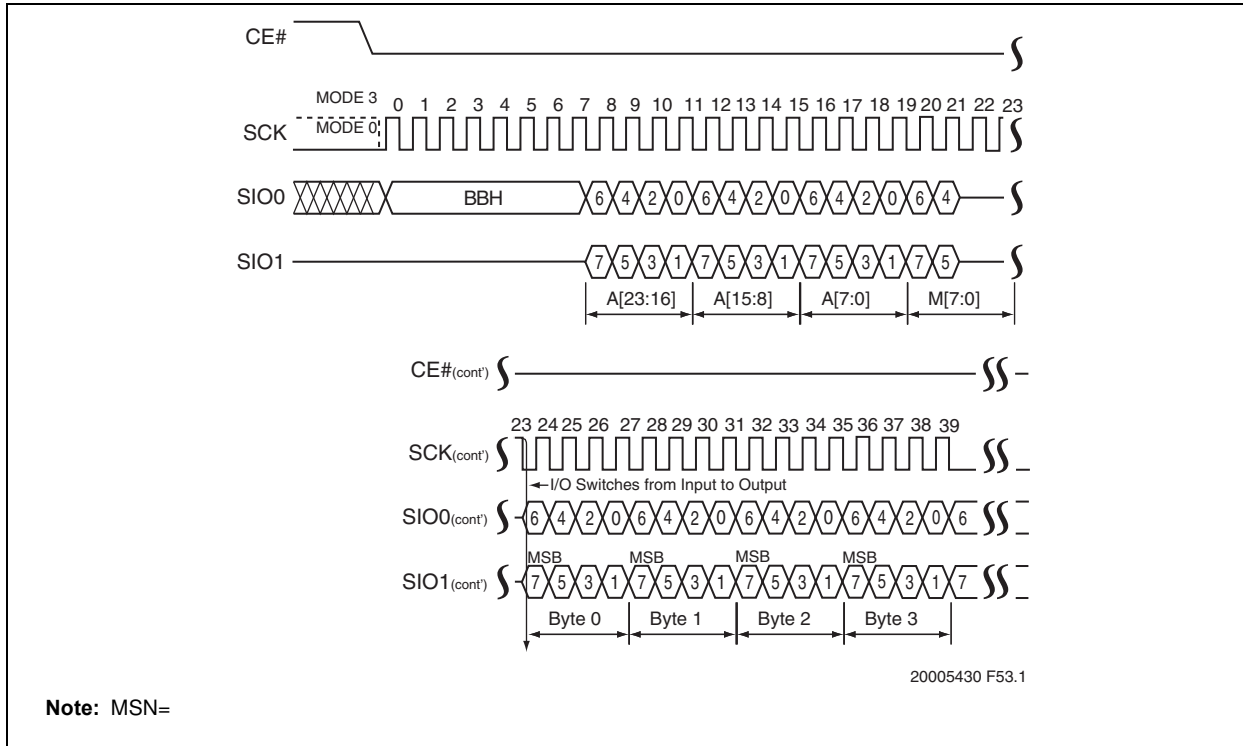 CE#
MODE 3
0 1 2 3 4 5 6 7 8 9 10 11 12 13 14 15 16 17 18 19 20 21 22 23
SCK
MODE 0
SIO0
BBH
6 4 2 0 6 4 2 0 6 4 2 0 6 4
SIO1
7 5 3 1 7 5 3 1 7 5 3 1 7 5
A[23:16] A[15:8] A[7:0] M[7:0]
CE#(cont')
23 24 25 26 27 28 29 30 31 32 33 34 35 36 37 38 39
SCK(cont')
I/O Switches from Input to Output
SIO0(cont')
6 4 2 0 6 4 2 0 6 4 2 0 6 4 2 0 6
MSB MSB MSB MSB
SIO1(cont')
7 5 3 1 7 5 3 1 7 5 3 1 7 5 3 1 7
Byte 0 Byte 1 Byte 2 Byte 3
20005430 F53.1
Note: MSN=